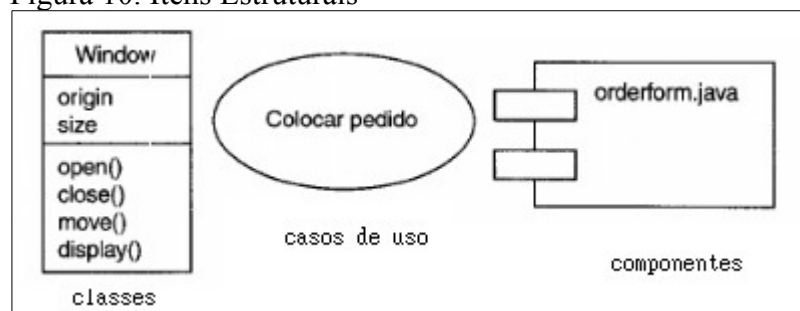 Figura 10: Itens Estruturais
Window
origin
size
open()
close()
move()
display()
classes
Colocar pedido
casos de uso
orderform.java
componentes